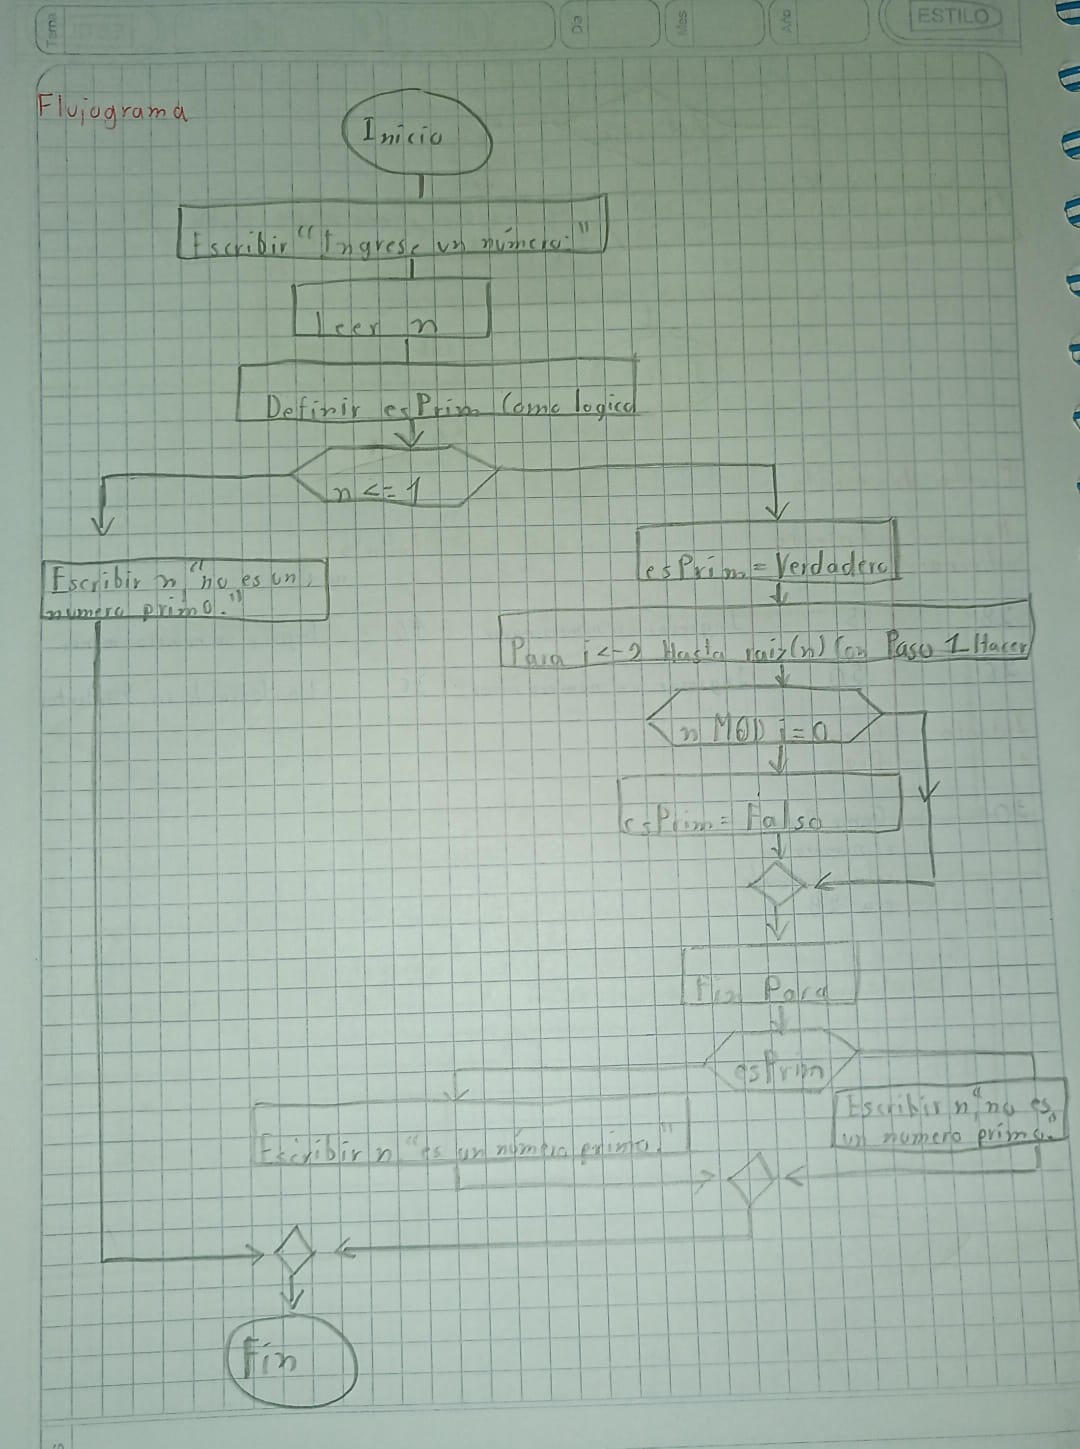 Tema
Dia
Mes
Año
ESTILO
Flujograma
Inicio
Escribir "Ingrese un número:"
Leer n
Definir esPrim Como logico
n <= 1
Escribir n "no es un
numero primo."
esPrim = Verdadero
Para i <- 2 Hasta raiz(n) Con Paso 1 Hacer
n MOD i = 0
esPrim = Falso
Fin Para
esPrim
Escribir n "no es
un numero primo."
Escribir n "es un número primo."
Fin